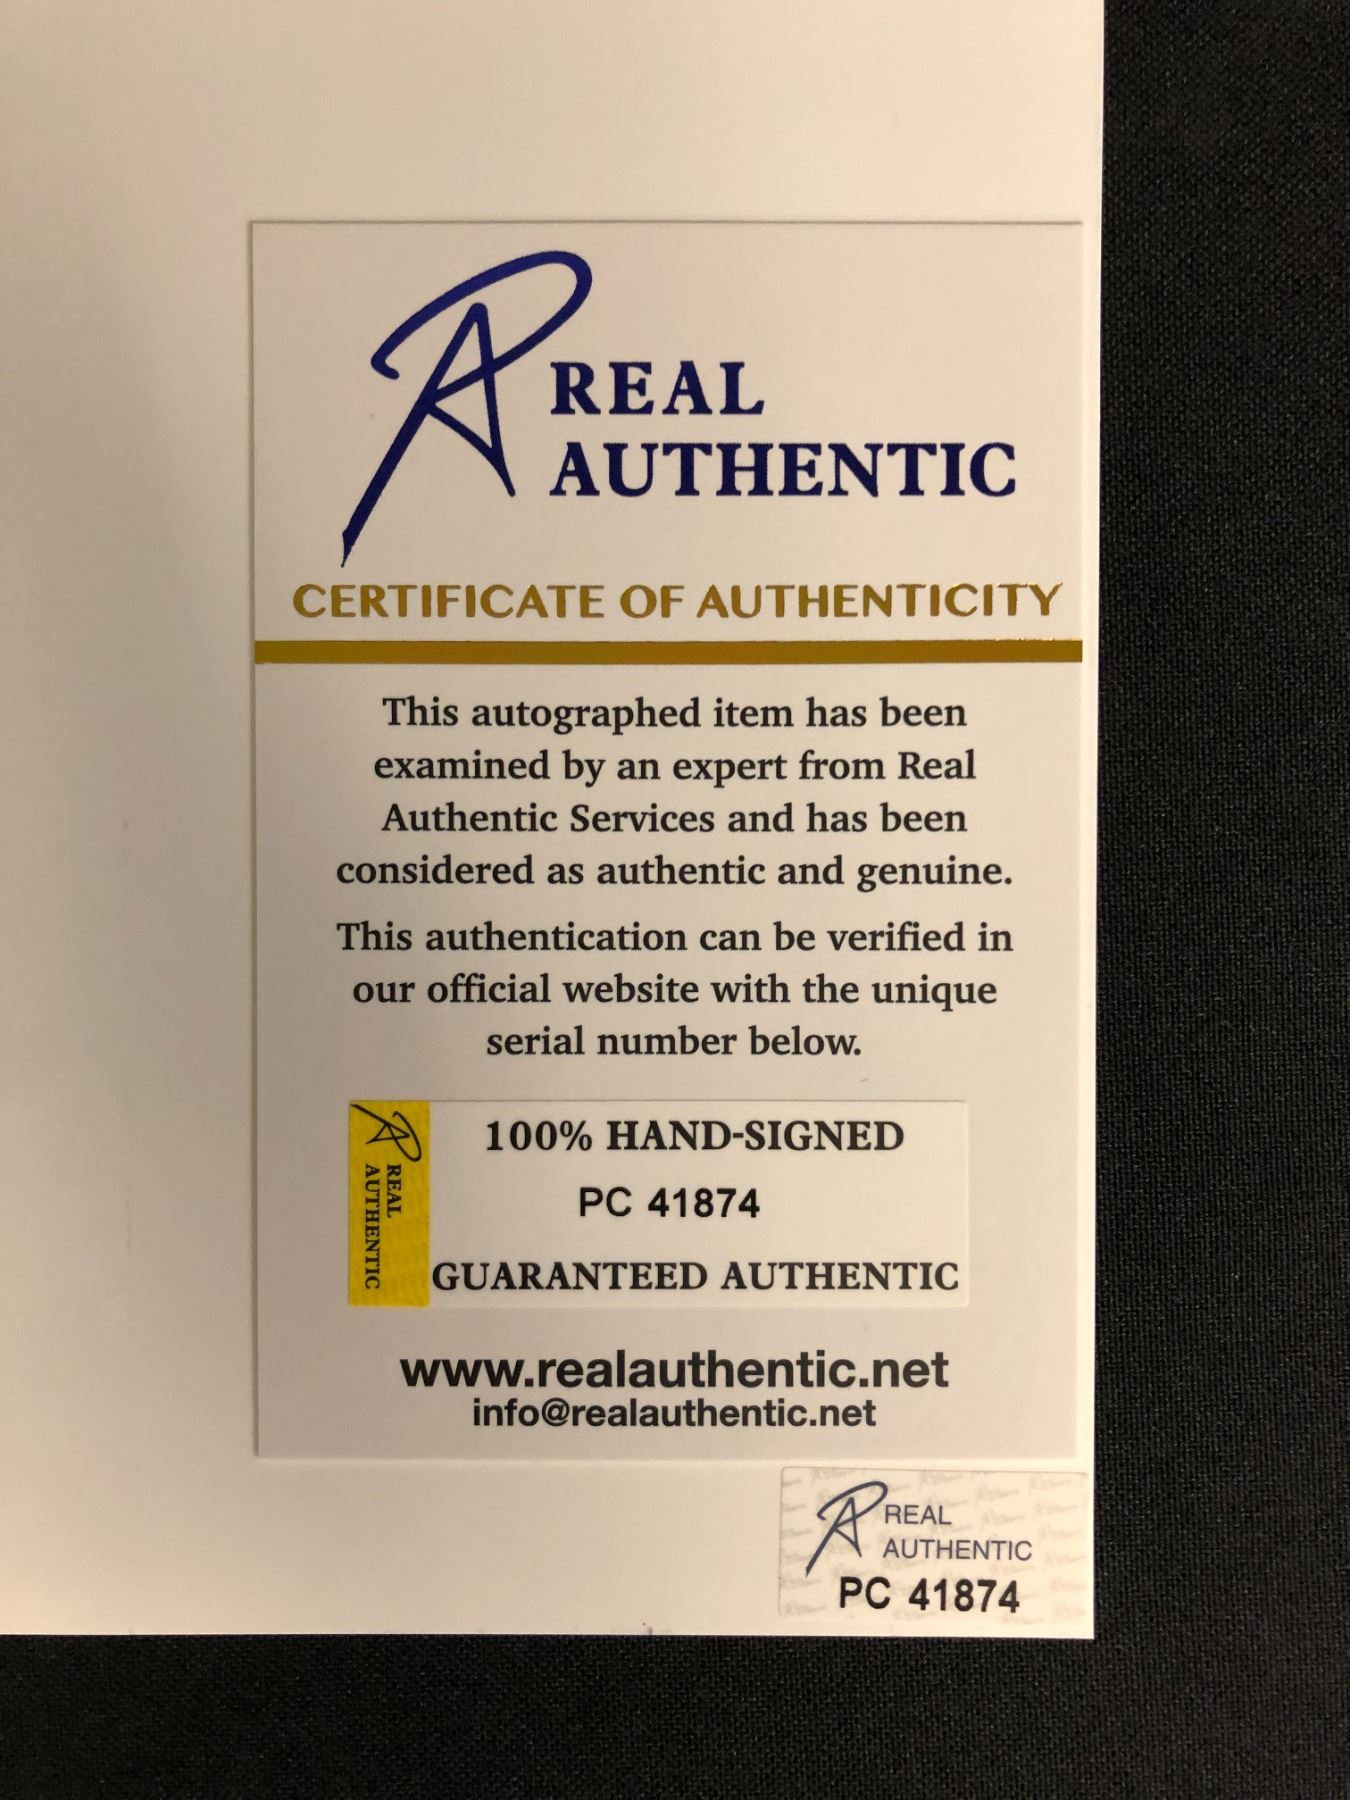 REAL
AUTHENTIC
CERTIFICATE OF AUTHENTICITY
This autographed item has been
examined by an expert from Real
Authentic Services and has been
considered as authentic and genuine.
This authentication can be verified in
our official website with the unique
serial number below.
REAL
AUTHENTIC
100% HAND-SIGNED
PC 41874
GUARANTEED AUTHENTIC
www.realauthentic.net
info@realauthentic.net
REAL
AUTHENTIC
PC 41874